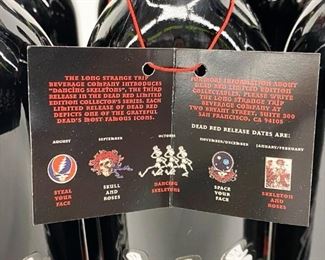 THE LONG STRANGE TRIP
BEVERAGE COMPANY INTRODUCES
"DANCING SKELETONS", THE THIRD
RELEASE IN THE DEAD RED LIMITED
EDITION COLLECTOR'S SERIES. EACH
LIMITED RELEASE OF DEAD RED
DEPICTS ONE OF THE GRATEFUL
DEAD'S MOST FAMOUS ICONS.
AUGUST
SEPTEMBER
OCTOBER
STEAL
YOUR
FACE
SKULL
AND
ROSES
DANCING
SKELETONS
FOR MORE INFORMATION ABOUT
DEAD RED LIMITED EDITION
COLLECTABLES, PLEASE WRITE
THE LONG STRANGE TRIP
BEVERAGE COMPANY AT
TWO BRYANT STREET, SUITE 300
SAN FRANCISCO, CA 94105
DEAD RED RELEASE DATES ARE:
NOVEMBER/DECEMBER
JANUARY/FEBRUARY
SPACE
YOUR
FACE
SKELETON
AND
ROSES